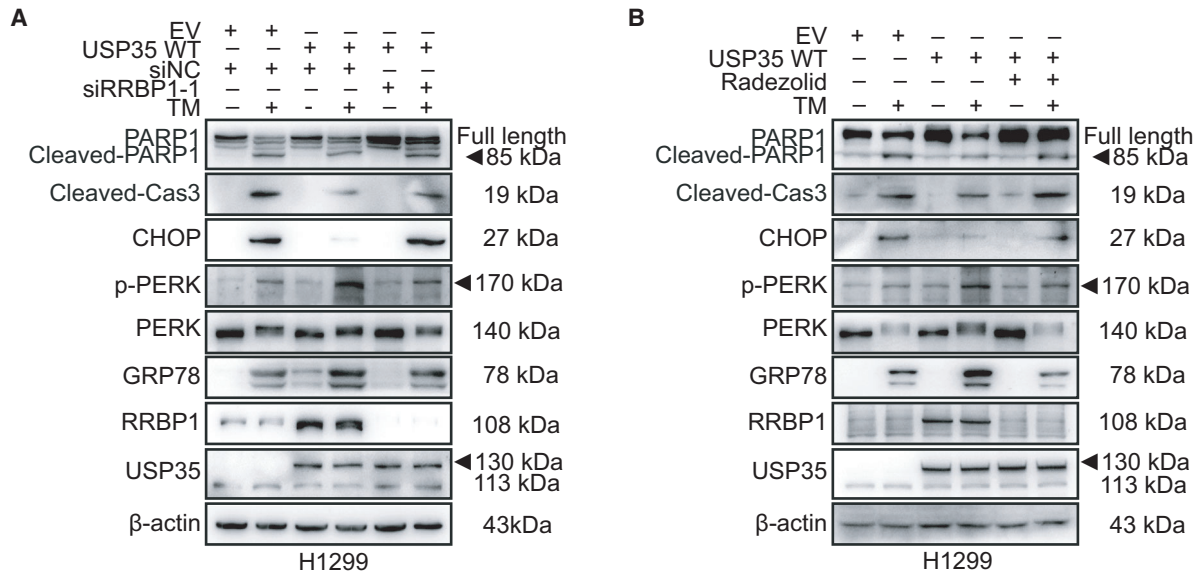 A
EV + + – – – –
USP35 WT – – + + + +
siNC + + + + – –
siRRBP1-1 – – – – + +
TM – + - + – +
PARP1 Full length
Cleaved-PARP1 ◄85 kDa
Cleaved-Cas3 19 kDa
CHOP 27 kDa
p-PERK ◄170 kDa
PERK 140 kDa
GRP78 78 kDa
RRBP1 108 kDa
USP35 ◄130 kDa
113 kDa
β-actin 43kDa
H1299
B
EV + + – – – –
USP35 WT – – + + + +
Radezolid – – – – + +
TM – + – + – +
PARP1 Full length
Cleaved-PARP1 ◄85 kDa
Cleaved-Cas3 19 kDa
CHOP 27 kDa
p-PERK ◄170 kDa
PERK 140 kDa
GRP78 78 kDa
RRBP1 108 kDa
USP35 ◄130 kDa
113 kDa
β-actin 43 kDa
H1299